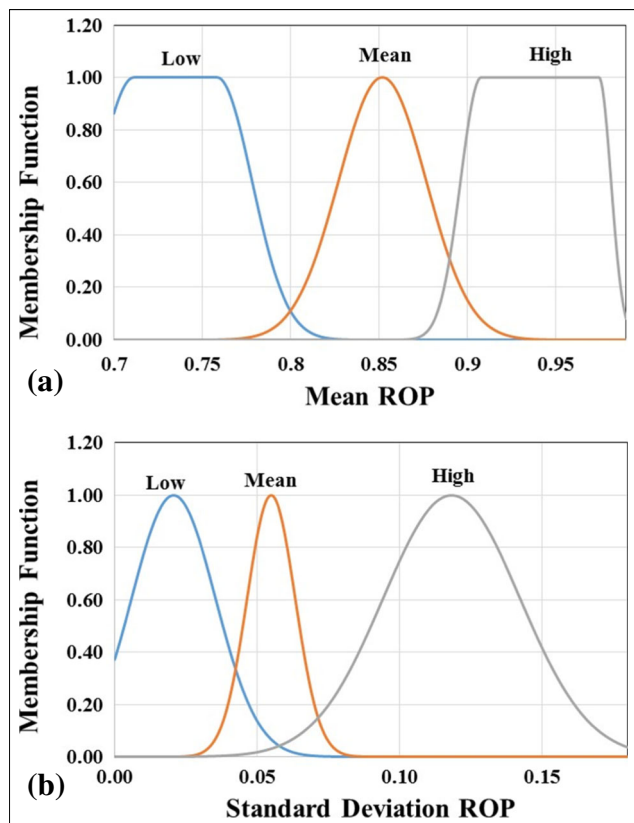 1.20
Low Mean High
1.00
0.80
0.60
0.40
0.20
0.00
Membership Function
0.7 0.75 0.8 0.85 0.9 0.95
(a)
Mean ROP
1.20
Low Mean High
1.00
0.80
0.60
0.40
0.20
0.00
Membership Function
0.00 0.05 0.10 0.15
(b)
Standard Deviation ROP